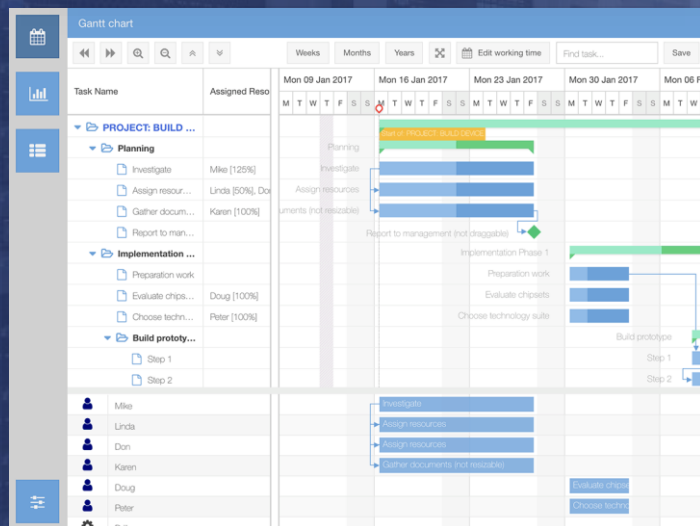 Gantt chart
Weeks Months Years Edit working time Find task... Save
Task Name Assigned Reso Mon 09 Jan 2017 Mon 16 Jan 2017 Mon 23 Jan 2017 Mon 30 Jan 2017 Mon 06 F
M T W T F S S M T W T F S S M T W T F S S M T W T F S S M T W
PROJECT: BUILD ... Start of PROJECT: BUILD DEVICE
Planning Planning
Investigate Mike [125%] Investigate
Assign resour... Linda [50%], Do Assign resources
Gather docum... Karen [100%] uments (not resizable)
Report to man... Report to management (not draggable)
Implementation ... Implementation Phase 1
Preparation work Preparation work
Evaluate chips... Doug [100%] Evaluate chipsets
Choose techn... Peter [100%] Choose technology suite
Build prototy... Build prototype
Step 1 Step 1
Step 2 Step 2
Mike Investigate
Linda Assign resources
Don Assign resources
Karen Gather documents (not resizable)
Doug Evaluate chipse
Peter Choose techno